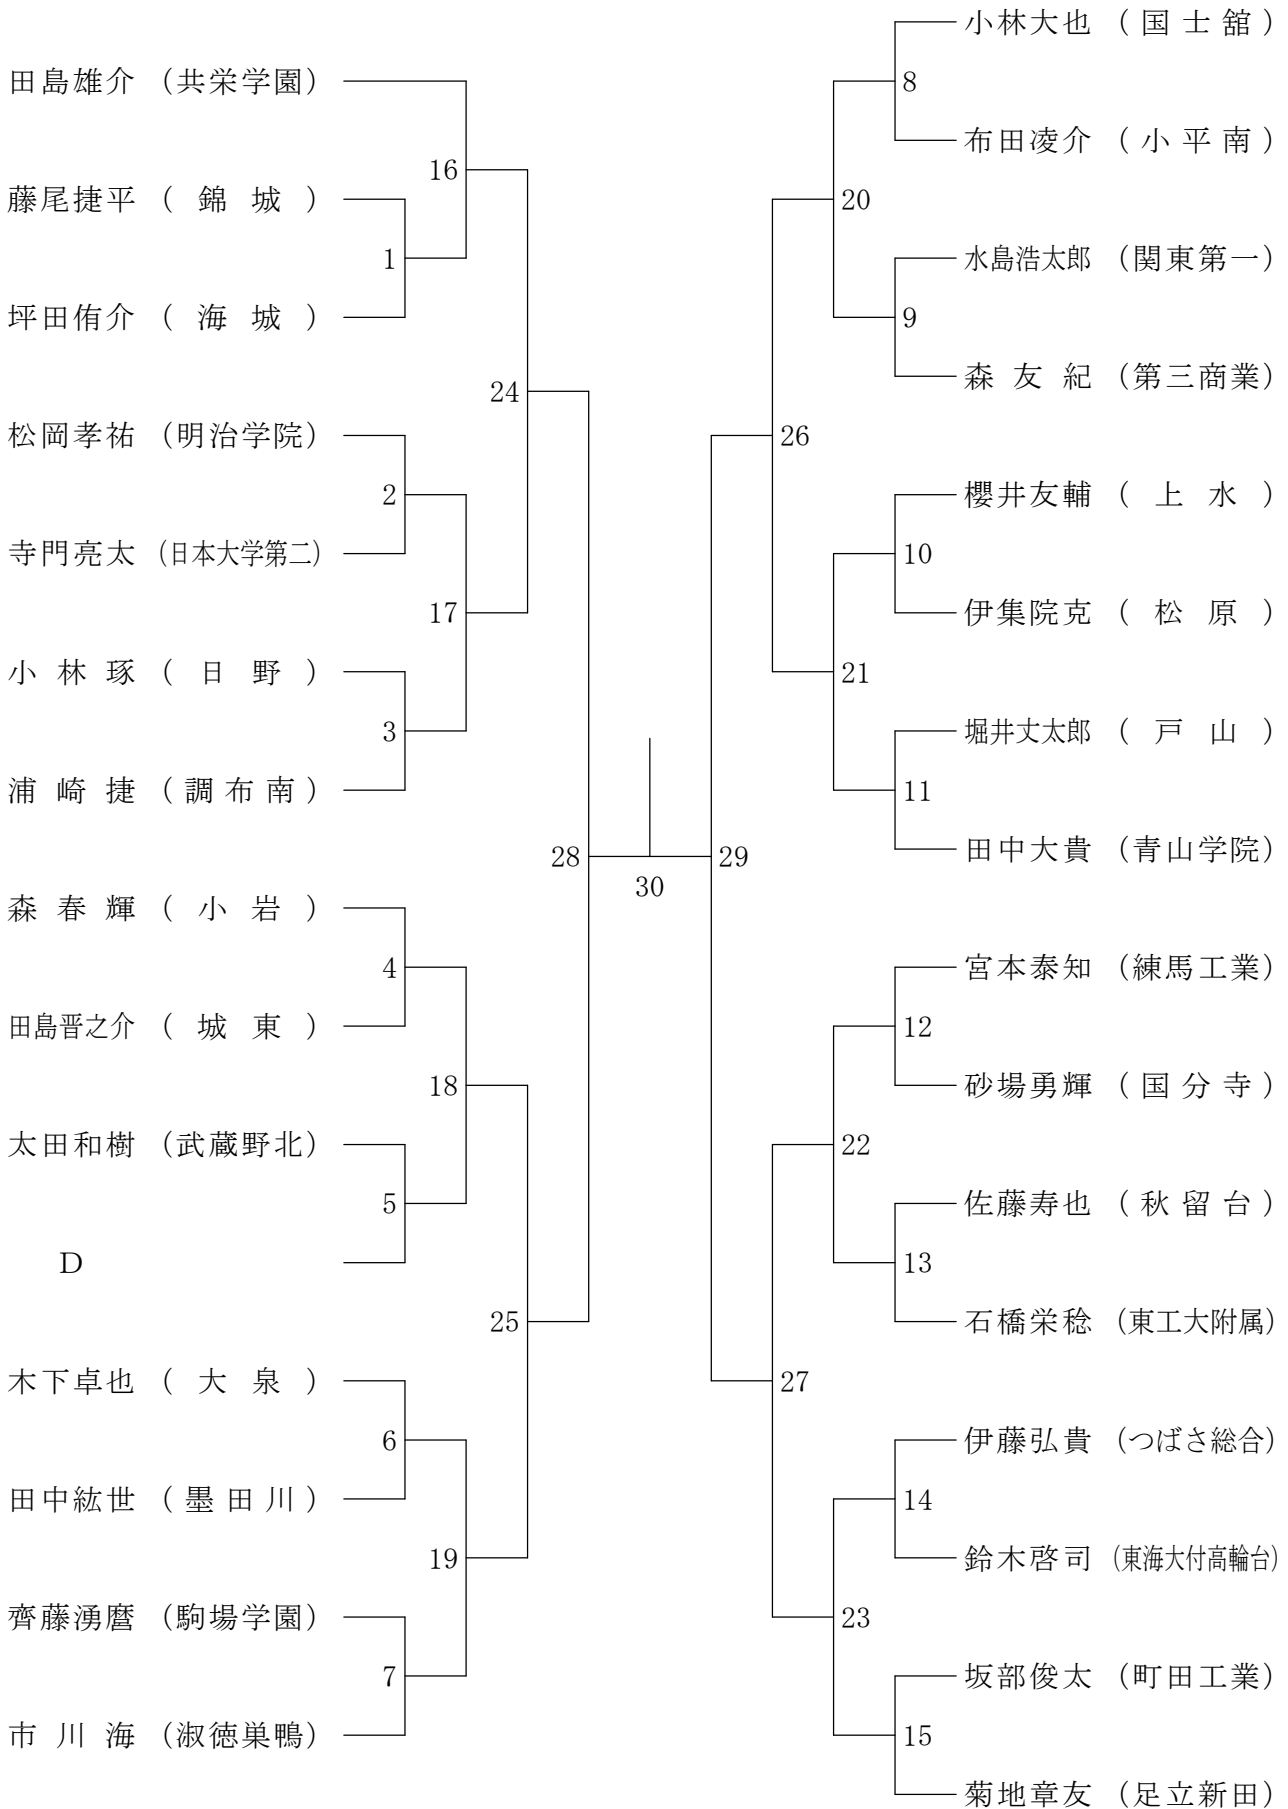 田島雄介 (共栄学園)
藤尾捷平 (錦城)
坪田侑介 (海城)
松岡孝祐 (明治学院)
寺門亮太 (日本大学第二)
小林琢 (日野)
浦崎捷 (調布南)
森春輝 (小岩)
田島晋之介 (城東)
太田和樹 (武蔵野北)
D
木下卓也 (大泉)
田中紘世 (墨田川)
齊藤湧麿 (駒場学園)
市川海 (淑徳巣鴨)
1
2
3
4
5
6
7
16
17
18
19
24
25
28
30
29
26
27
20
21
22
23
8
9
10
11
12
13
14
15
小林大也 (国士舘)
布田凌介 (小平南)
水島浩太郎 (関東第一)
森友紀 (第三商業)
櫻井友輔 (上水)
伊集院克 (松原)
堀井丈太郎 (戸山)
田中大貴 (青山学院)
宮本泰知 (練馬工業)
砂場勇輝 (国分寺)
佐藤寿也 (秋留台)
石橋栄稔 (東工大附属)
伊藤弘貴 (つばさ総合)
鈴木啓司 (東海大付高輪台)
坂部俊太 (町田工業)
菊地章友 (足立新田)